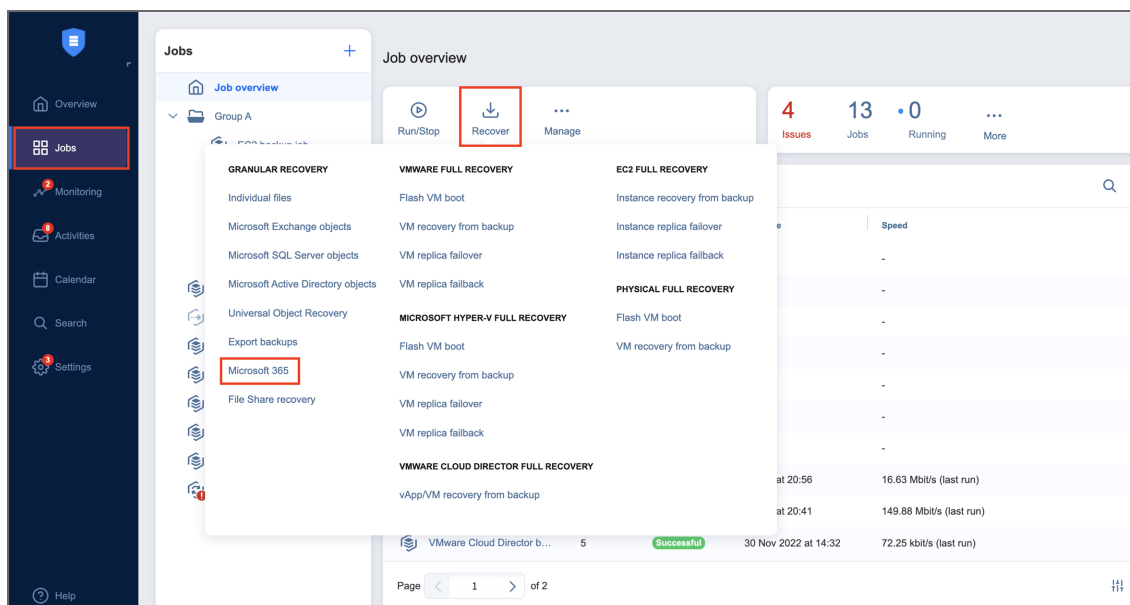 Overview
Jobs
2
Monitoring
8
Activities
Calendar
Search
3
Settings
Help
Jobs
Job overview
Group A
Job overview
Run/Stop
Recover
Manage
4
Issues
13
Jobs
0
Running
More
GRANULAR RECOVERY
Individual files
Microsoft Exchange objects
Microsoft SQL Server objects
Microsoft Active Directory objects
Universal Object Recovery
Export backups
Microsoft 365
File Share recovery
VMWARE FULL RECOVERY
Flash VM boot
VM recovery from backup
VM replica failover
VM replica failback
MICROSOFT HYPER-V FULL RECOVERY
Flash VM boot
VM recovery from backup
VM replica failover
VM replica failback
VMWARE CLOUD DIRECTOR FULL RECOVERY
vApp/VM recovery from backup
EC2 FULL RECOVERY
Instance recovery from backup
Instance replica failover
Instance replica failback
PHYSICAL FULL RECOVERY
Flash VM boot
VM recovery from backup
e
Speed
-
-
-
-
-
-
-
at 20:56
16.63 Mbit/s (last run)
at 20:41
149.88 Mbit/s (last run)
VMware Cloud Director b...
5
Successful
30 Nov 2022 at 14:32
72.25 kbit/s (last run)
Page
1
of 2